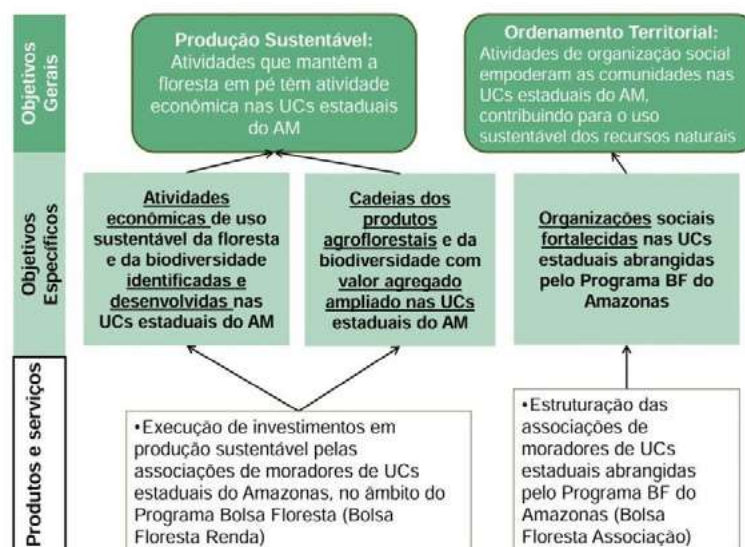 Objetivos
Gerais
Produção Sustentável:
Atividades que mantêm a
floresta em pé têm atividade
econômica nas UCs estaduais
do AM
Ordenamento Territorial:
Atividades de organização social
empoderam as comunidades nas
UCs estaduais do AM,
contribuindo para o uso
sustentável dos recursos naturais
Objetivos
Específicos
Atividades
econômicas de uso
sustentável da floresta
e da biodiversidade
identificadas e
desenvolvidas nas
UCs estaduais do AM
Cadeias dos
produtos
agroflorestais e da
biodiversidade com
valor agregado
ampliado nas UCs
estaduais do AM
Organizações sociais
fortalecidas nas UCs
estaduais abrangidas
pelo Programa BF do
Amazonas
Produtos e serviços
•Execução de investimentos em
produção sustentável pelas
associações de moradores de UCs
estaduais do Amazonas, no âmbito do
Programa Bolsa Floresta (Bolsa
Floresta Renda)
•Estruturação das
associações de
moradores de UCs
estaduais abrangidas
pelo Programa BF do
Amazonas (Bolsa
Floresta Associação)